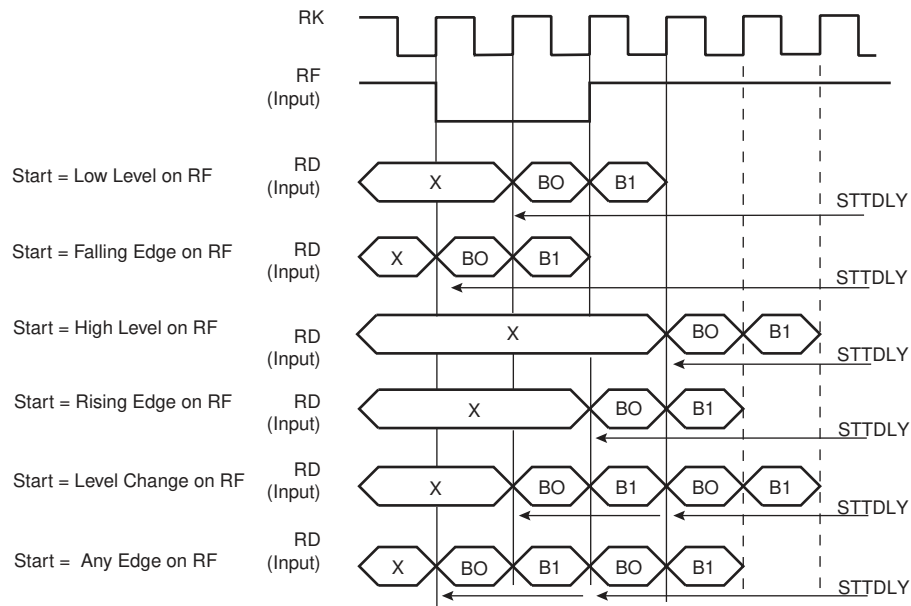 RK
RF
(Input)
Start = Low Level on RF
RD
(Input)
X
BO
B1
STTDLY
Start = Falling Edge on RF
RD
(Input)
X
BO
B1
STTDLY
Start = High Level on RF
RD
(Input)
X
BO
B1
STTDLY
Start = Rising Edge on RF
RD
(Input)
X
BO
B1
STTDLY
Start = Level Change on RF
RD
(Input)
X
BO
B1
BO
B1
STTDLY
Start = Any Edge on RF
RD
(Input)
X
BO
B1
BO
B1
STTDLY